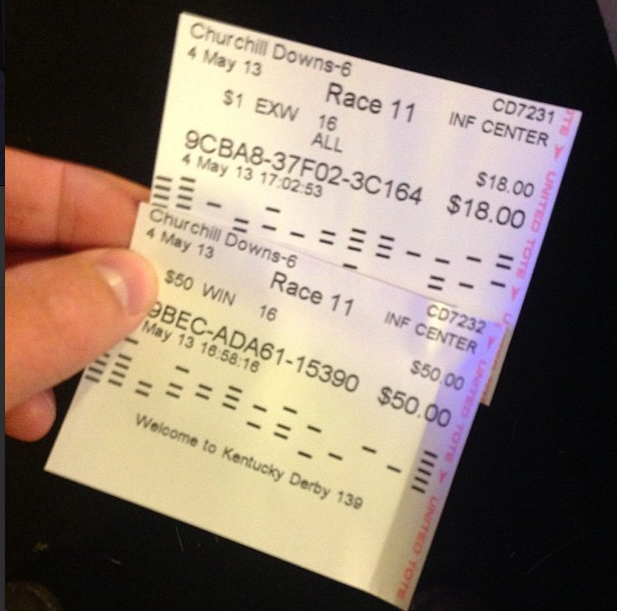 Churchill Downs-6
4 May 13
CD7231
Race 11
INF CENTER
$1 EXW 16
ALL
$18.00
9CBA8-37F02-3C164 $18.00
4 May 13 17:02:53
UNITED TOTE
Churchill Downs-6
4 May 13
CD7232
Race 11
INF CENTER
$50 WIN 16
$50.00
9BEC-ADA61-15390 $50.00
May 13 16:58:16
Welcome to Kentucky Derby 139
UNITED TOTE
UNITED TOTE